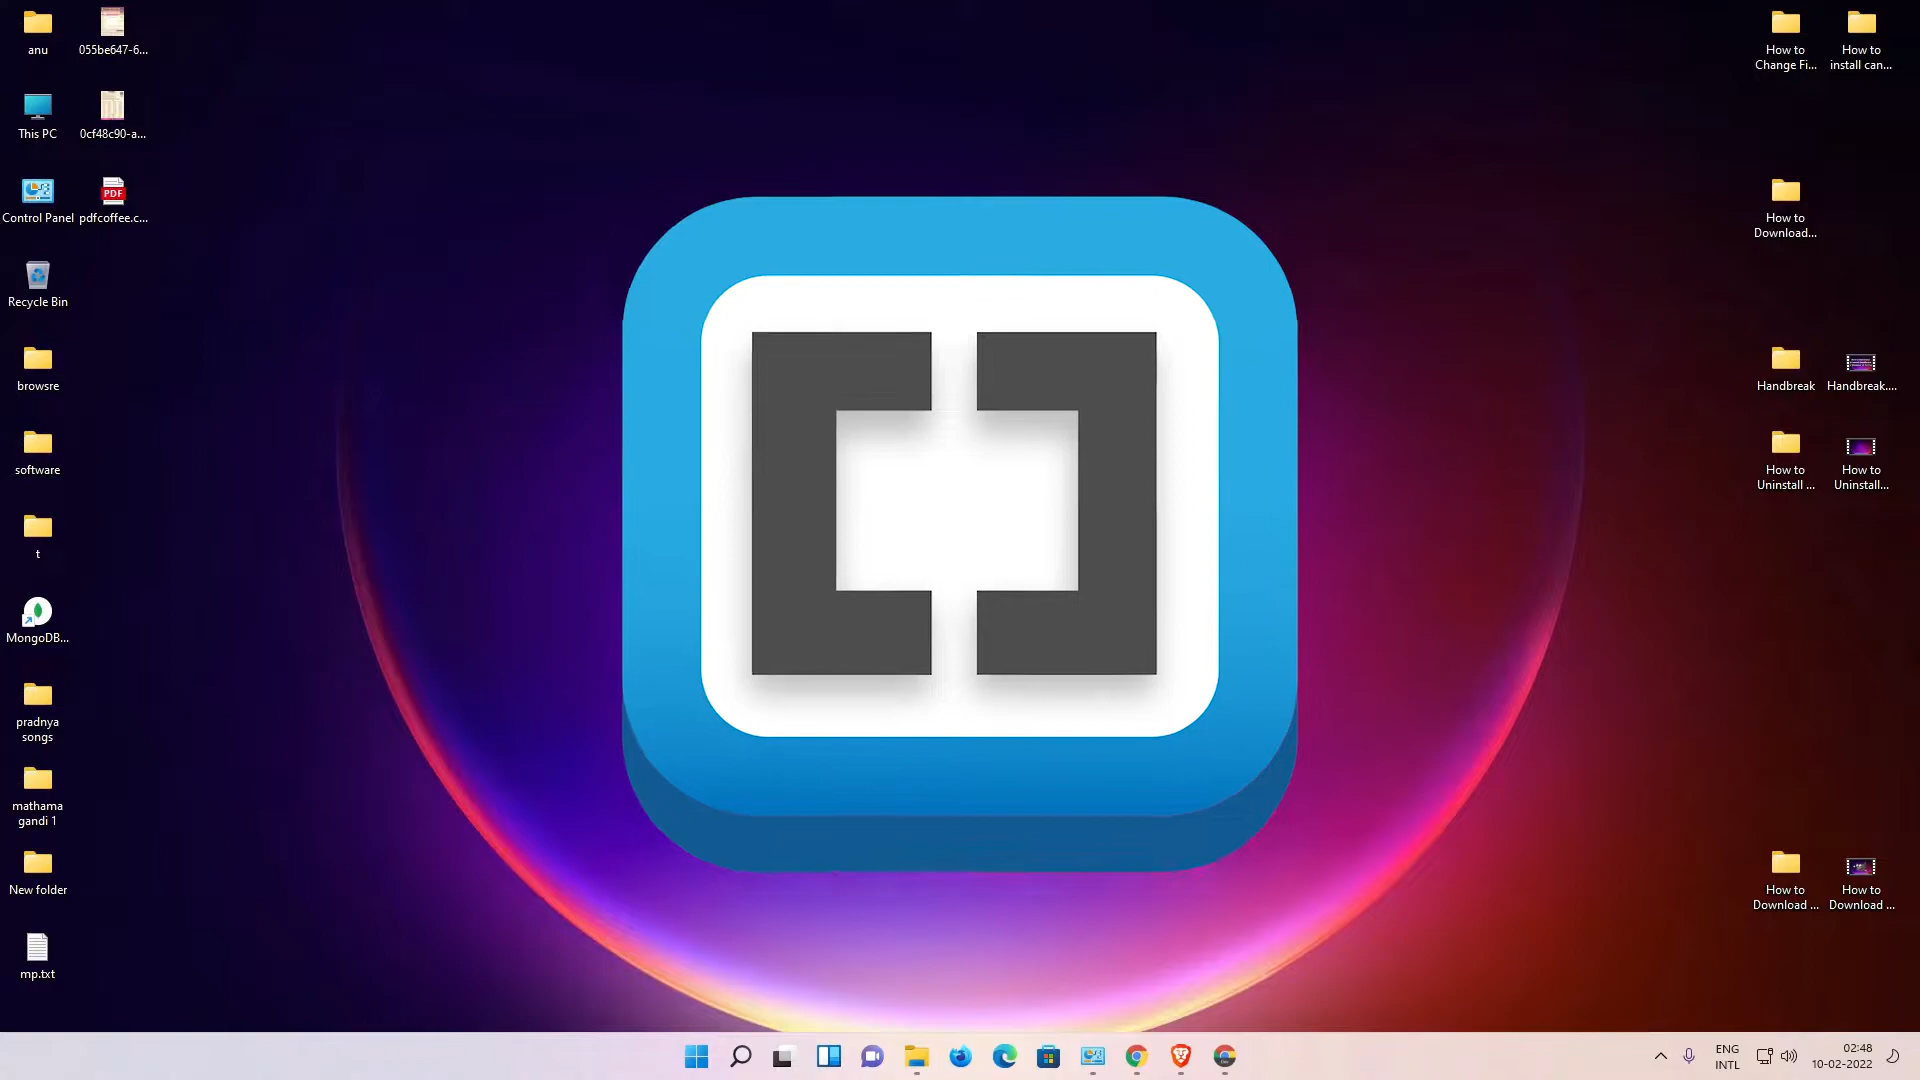 anu
055be647-6...
This PC
0cf48c90-a...
Control Panel
pdfcoffee.c...
PDF
Recycle Bin
browsre
software
t
MongoDB...
pradnya
songs
mathama
gandi 1
New folder
mp.txt
How to
Change Fi...
How to
install can...
How to
Download...
Handbreak
Handbreak....
How to
Uninstall ...
How to
Uninstall...
How to
Download ...
How to
Download ...
ENG
INTL
02:48
10-02-2022